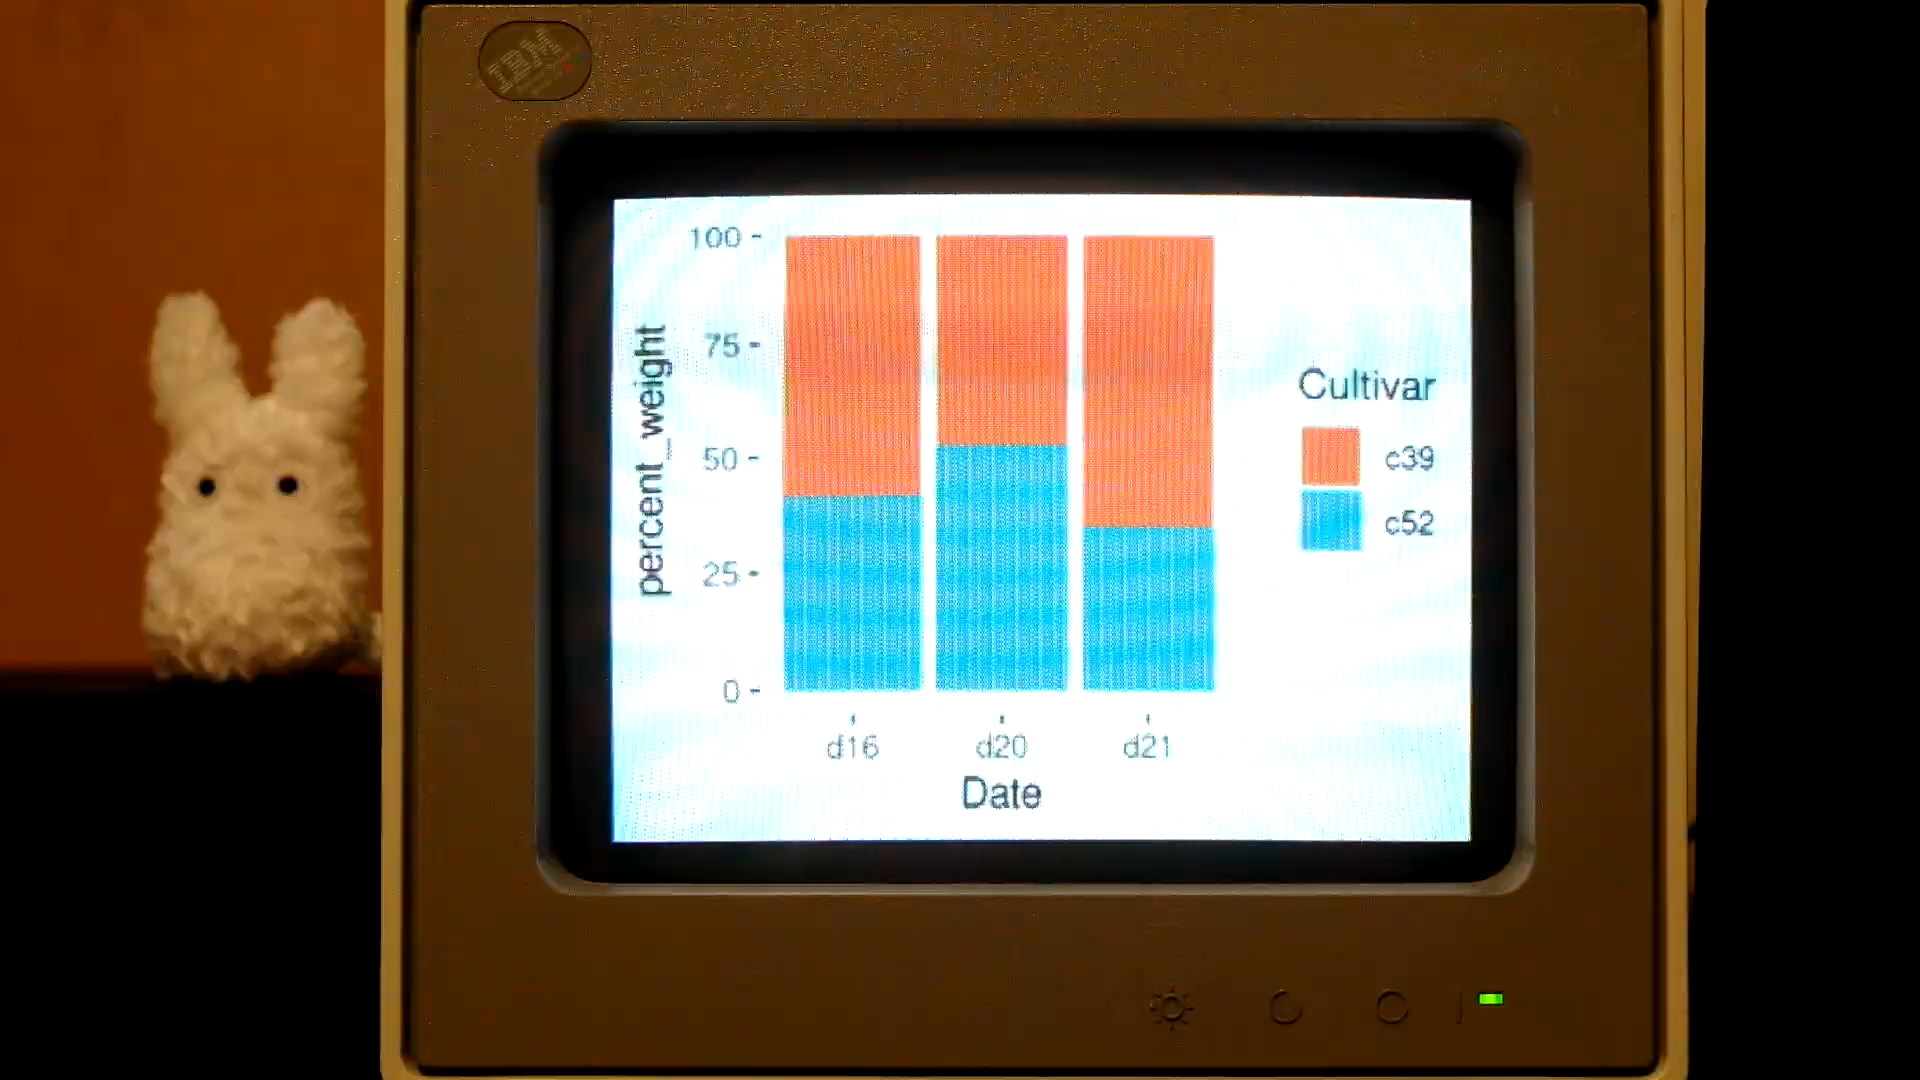 100
75
50
25
0
percent_weight
d16 d20 d21
Date
Cultivar
c39
c52
IBM